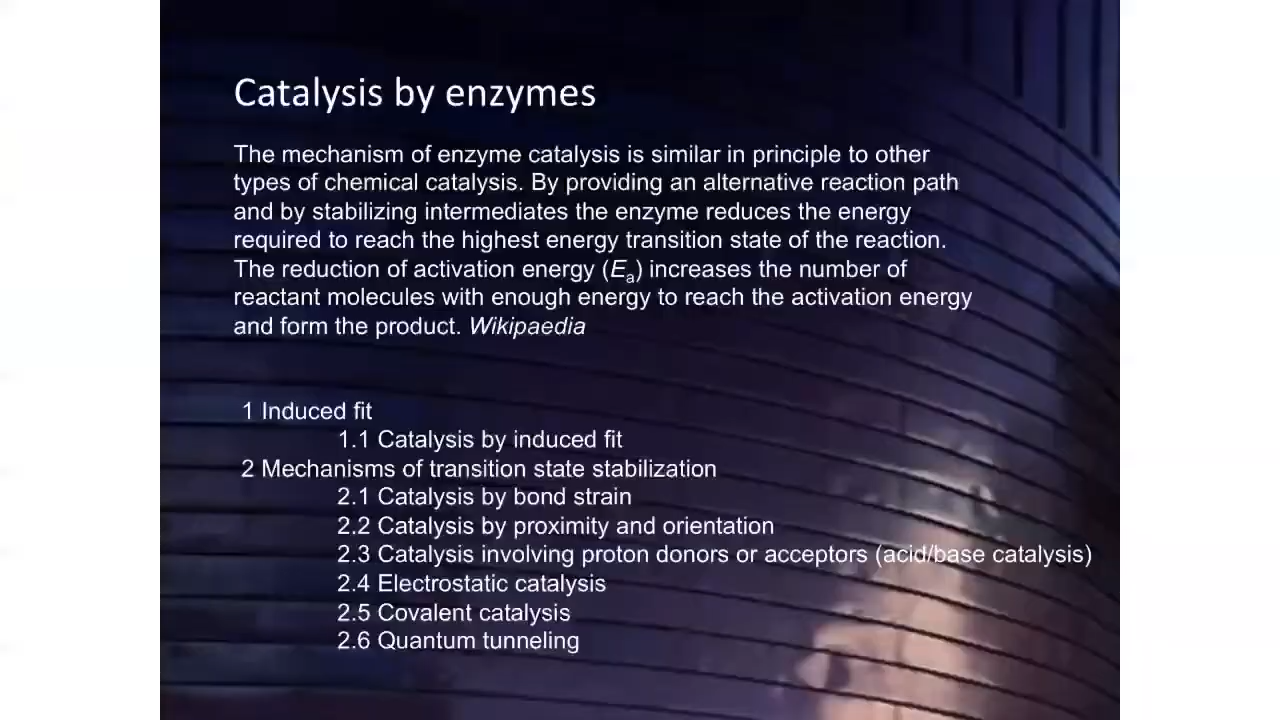 Catalysis by enzymes
The mechanism of enzyme catalysis is similar in principle to other
types of chemical catalysis. By providing an alternative reaction path
and by stabilizing intermediates the enzyme reduces the energy
required to reach the highest energy transition state of the reaction.
The reduction of activation energy (Ea) increases the number of
reactant molecules with enough energy to reach the activation energy
and form the product. Wikipaedia
1 Induced fit
1.1 Catalysis by induced fit
2 Mechanisms of transition state stabilization
2.1 Catalysis by bond strain
2.2 Catalysis by proximity and orientation
2.3 Catalysis involving proton donors or acceptors (acid/base catalysis)
2.4 Electrostatic catalysis
2.5 Covalent catalysis
2.6 Quantum tunneling